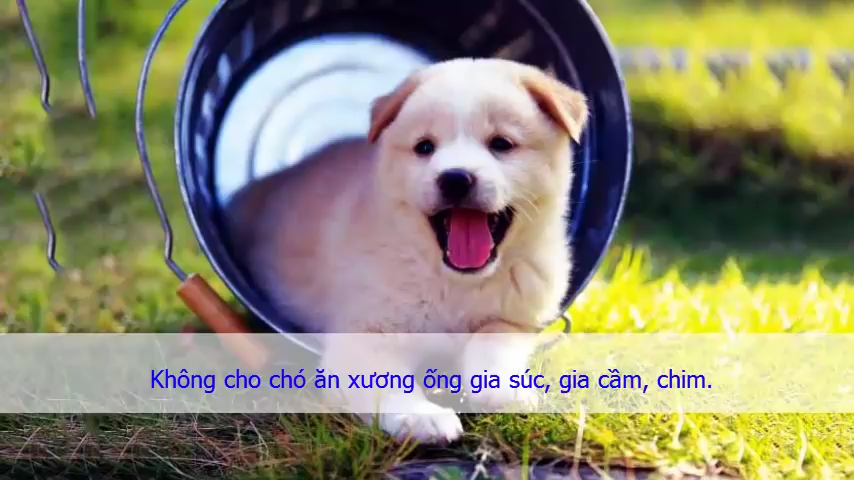 Không cho chó ăn xương ống gia súc, gia cầm, chim.